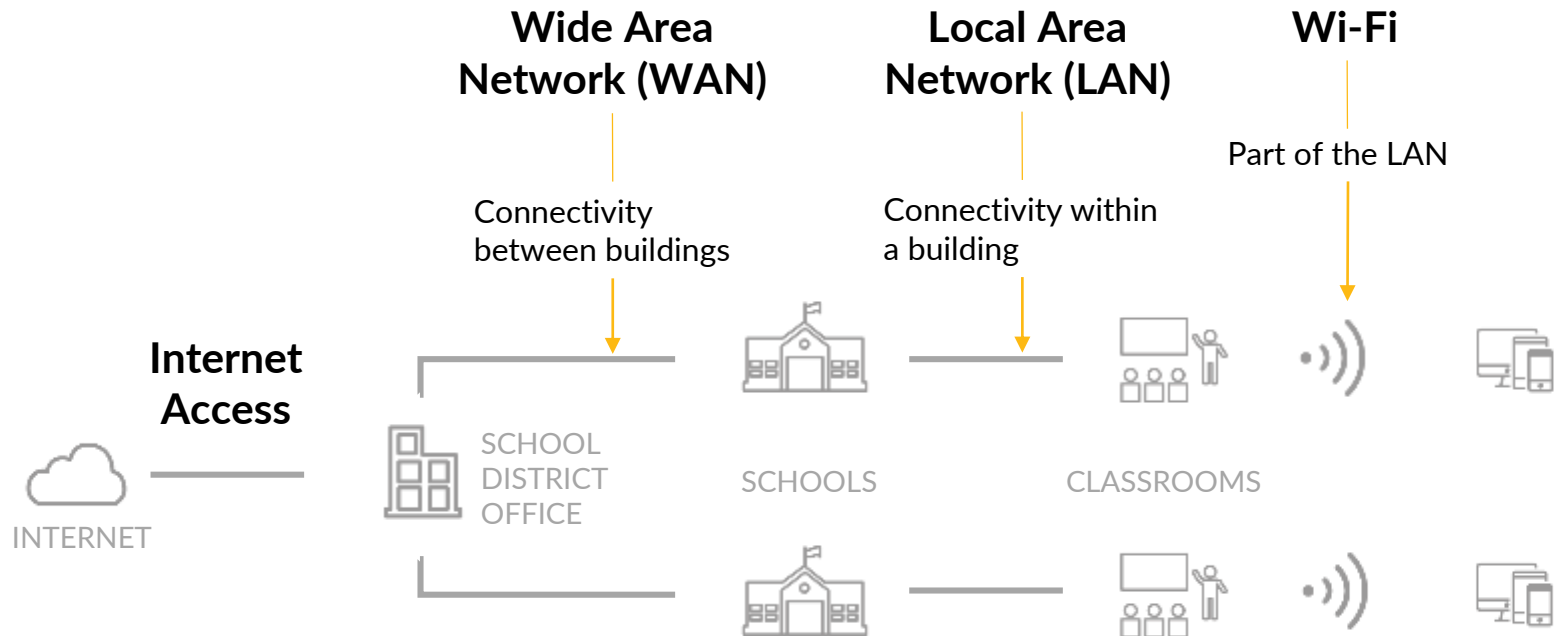 Wide Area
Network (WAN)
Local Area
Network (LAN)
Wi-Fi
Part of the LAN
Connectivity
between buildings
Connectivity within
a building
Internet
Access
SCHOOL
DISTRICT
OFFICE
SCHOOLS
CLASSROOMS
INTERNET